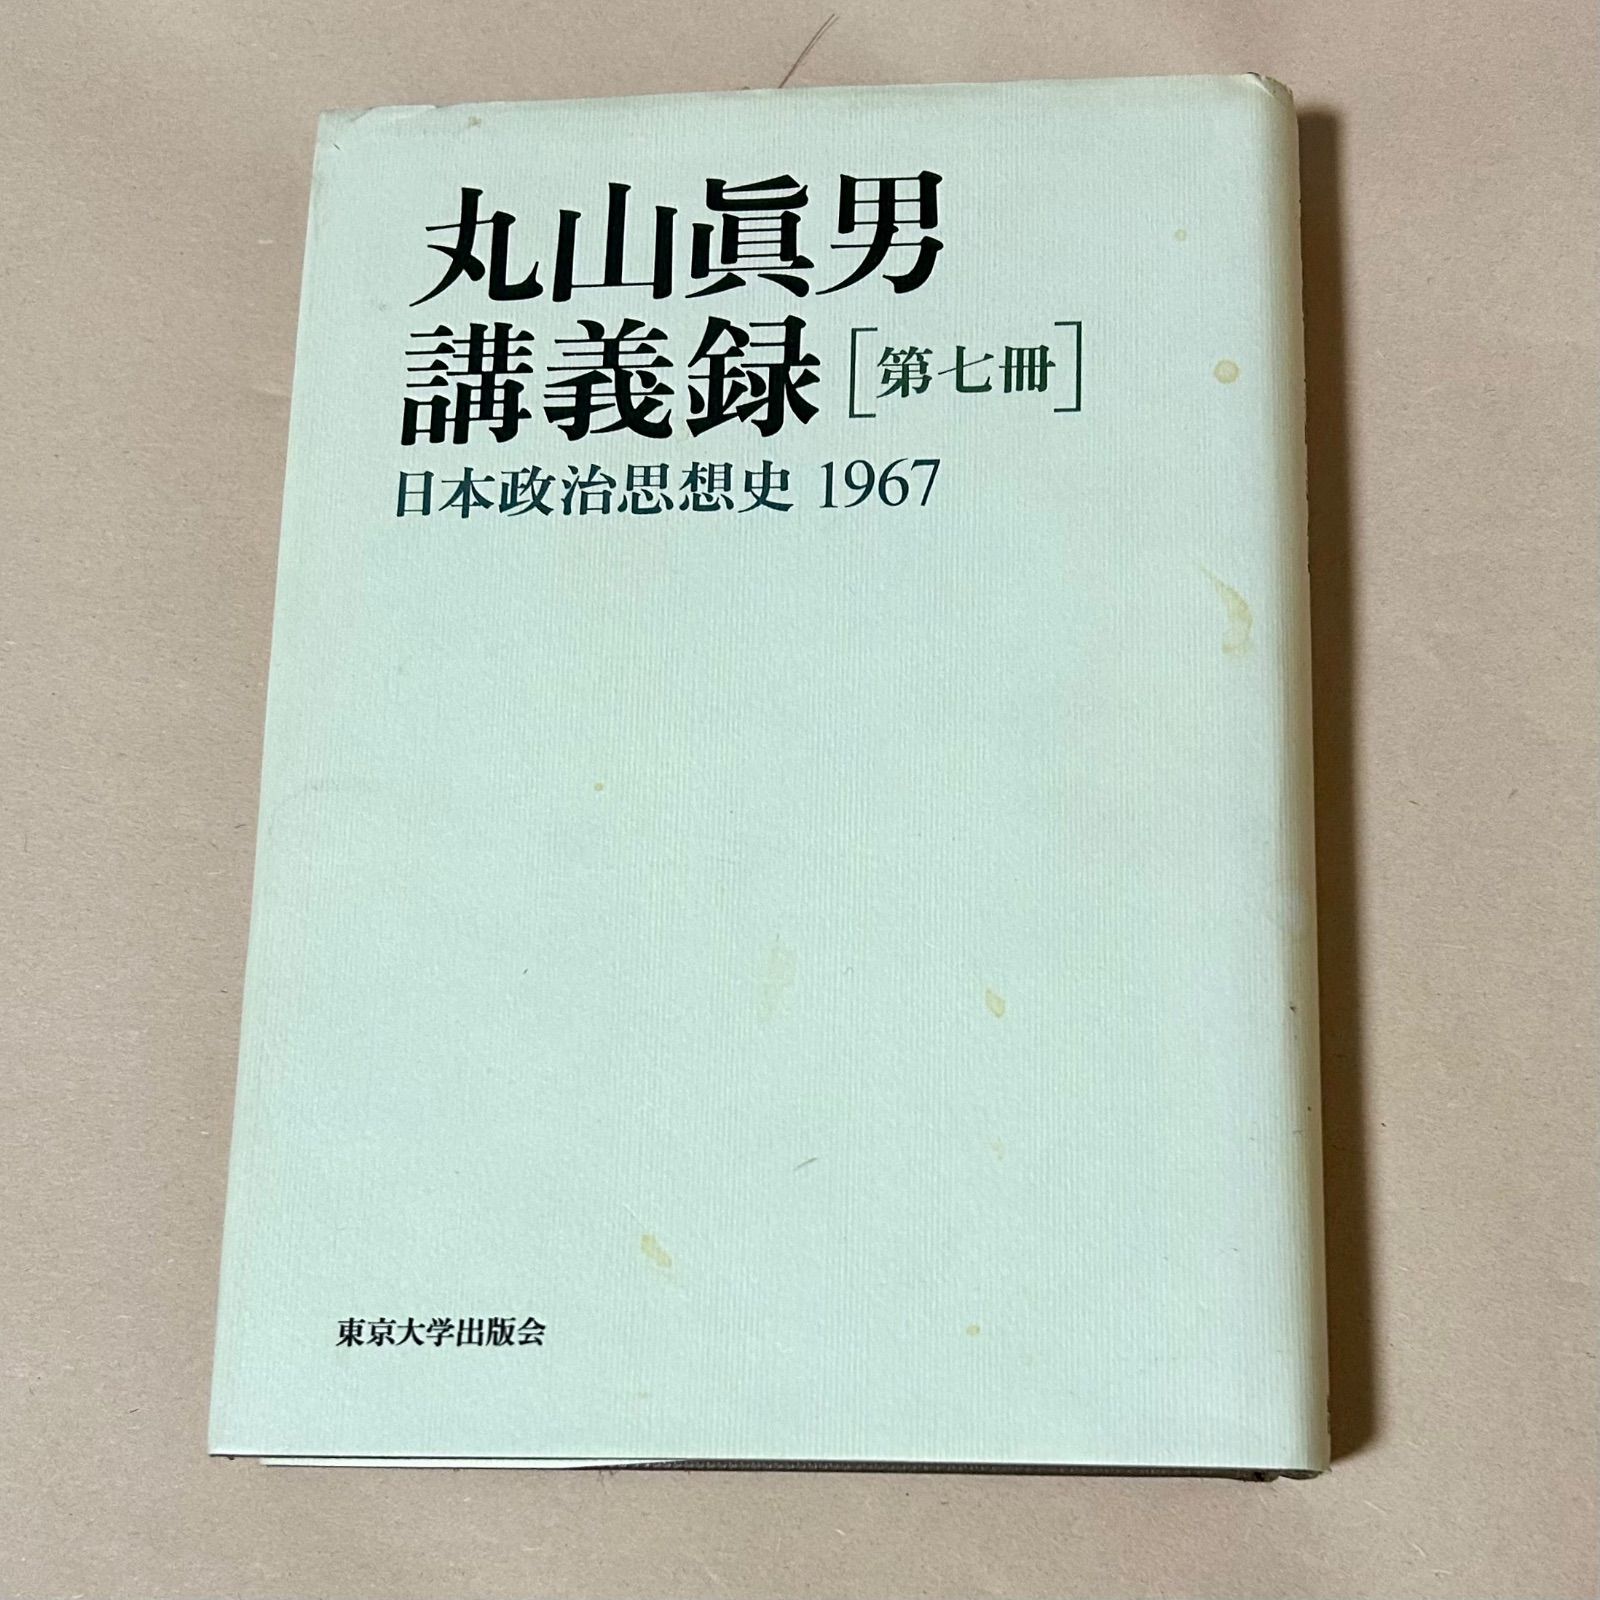 丸山眞男
講義録[第七冊]
日本政治思想史 1967
東京大学出版会